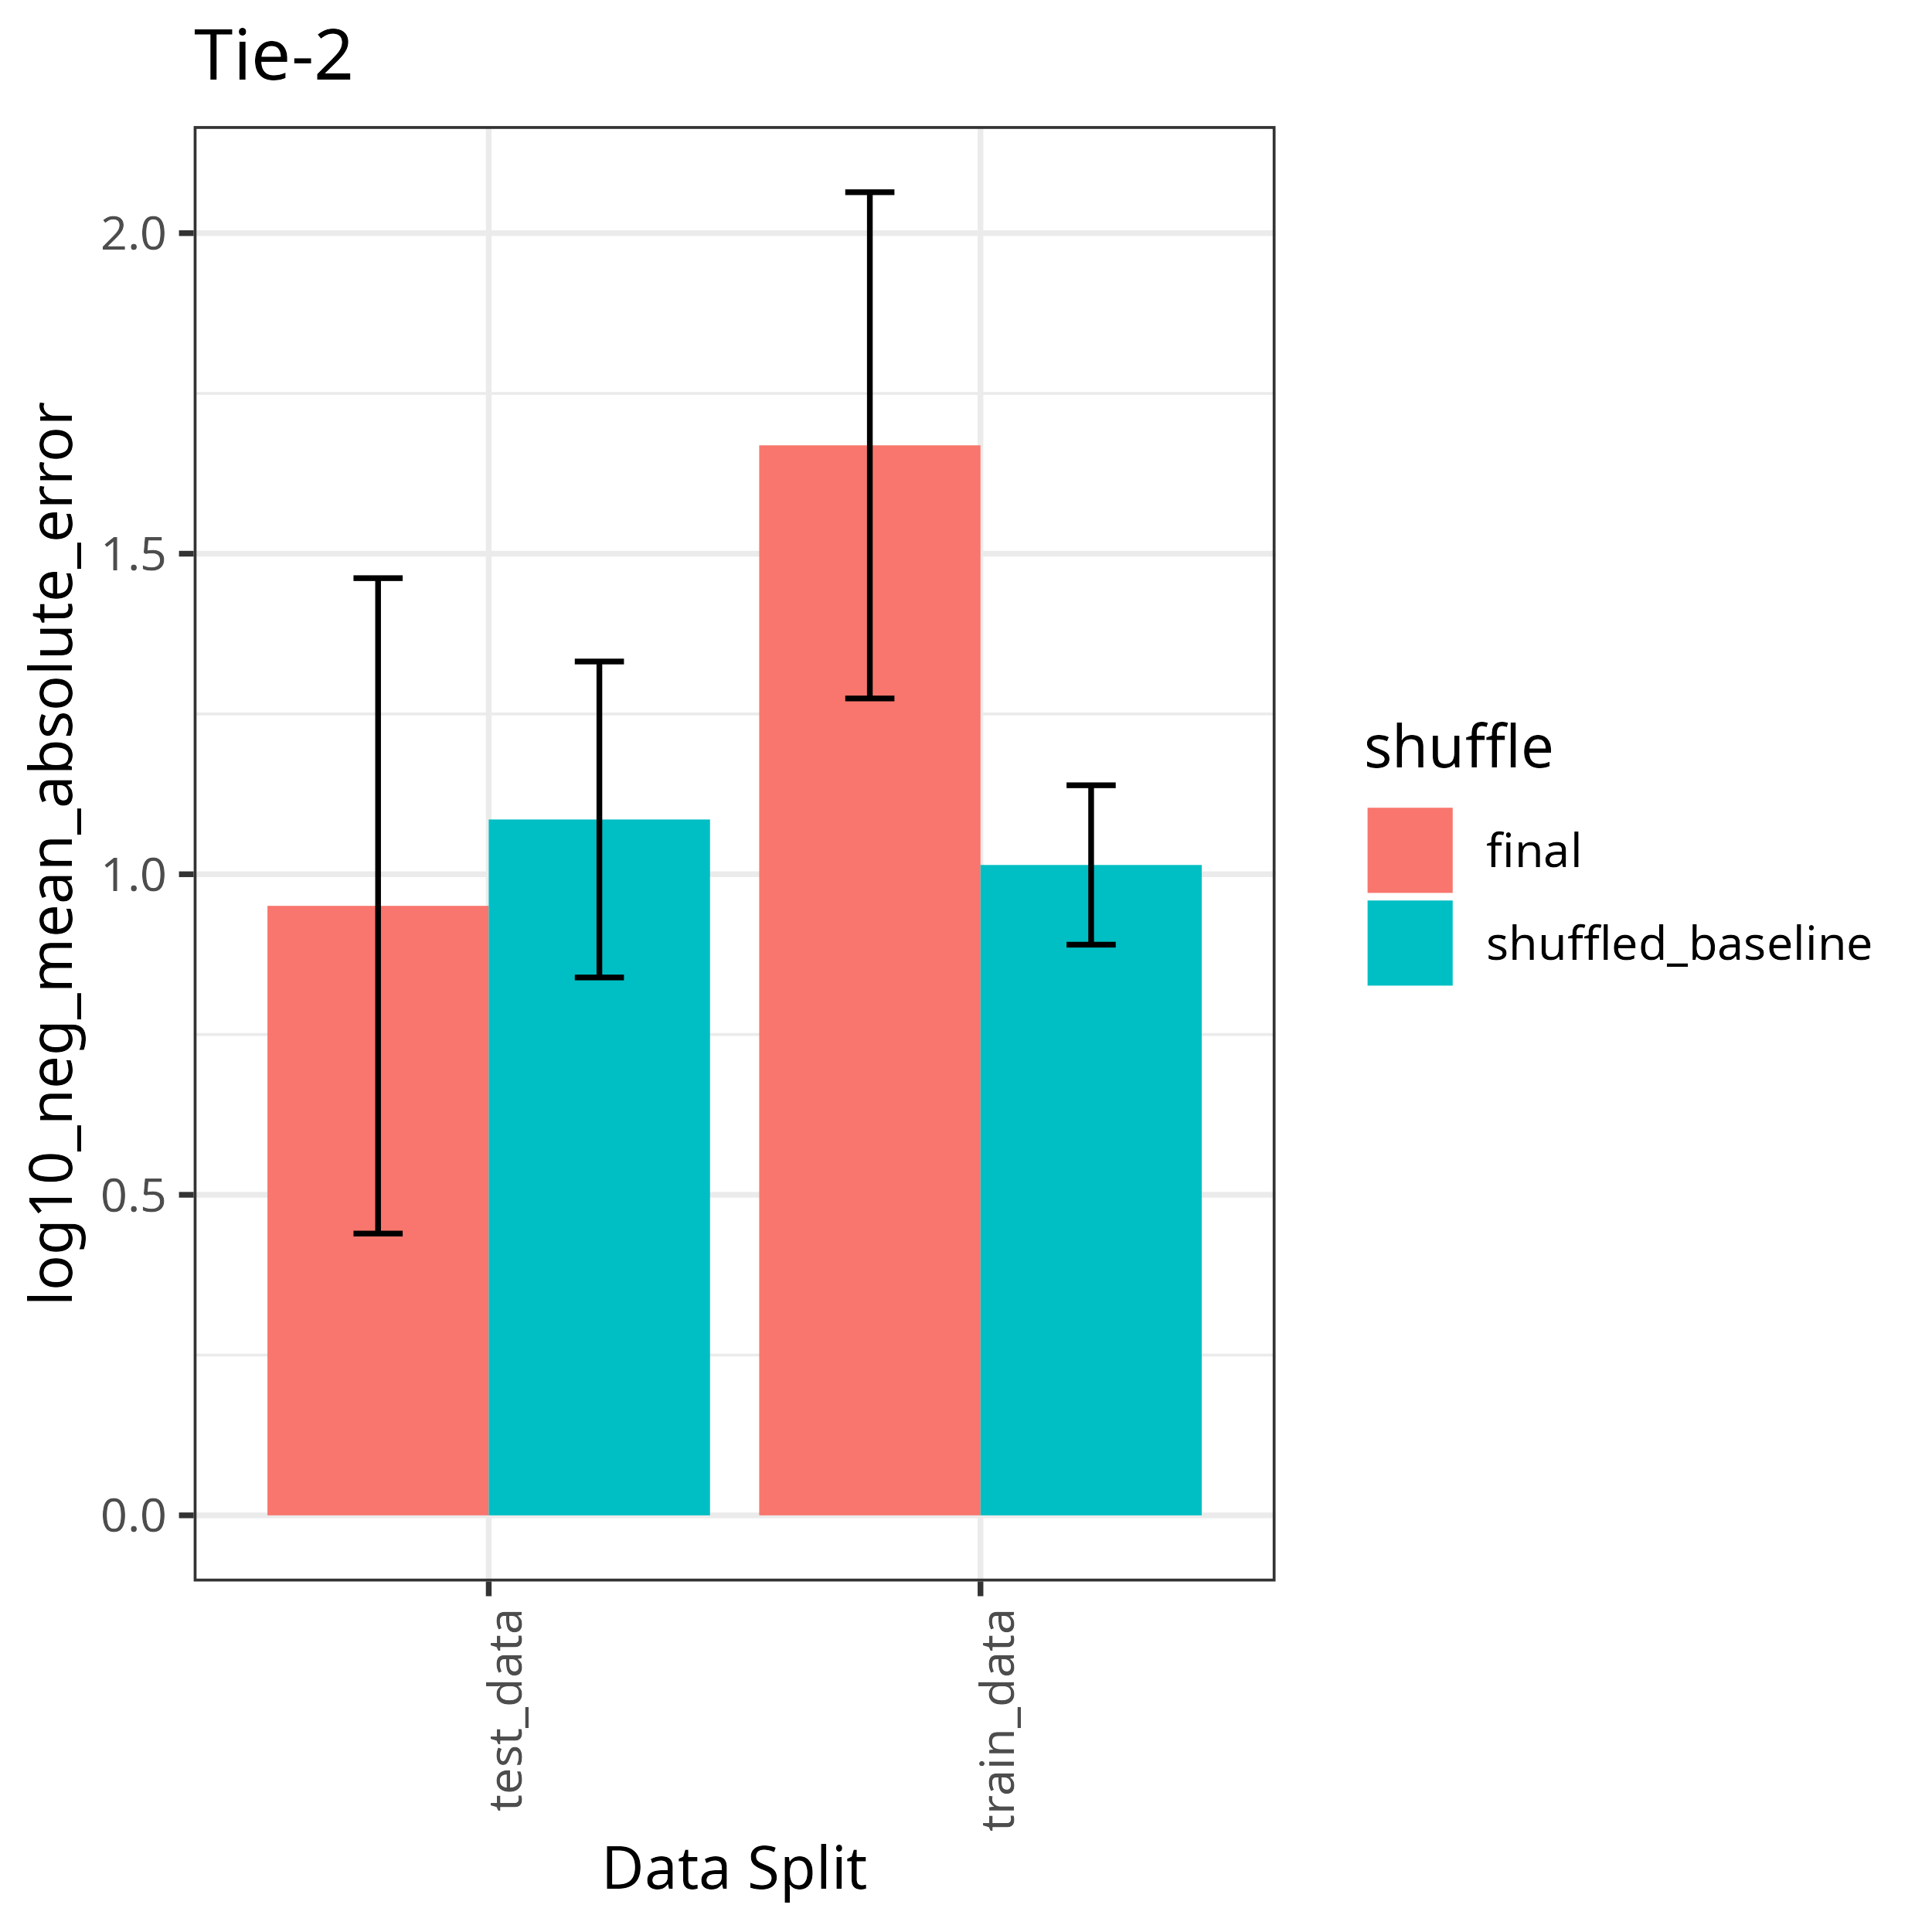 Tie-2
log10_neg_mean_absolute_error
2.0
1.5
1.0
0.5
0.0
test_data
train_data
Data Split
shuffle
final
shuffled_baseline